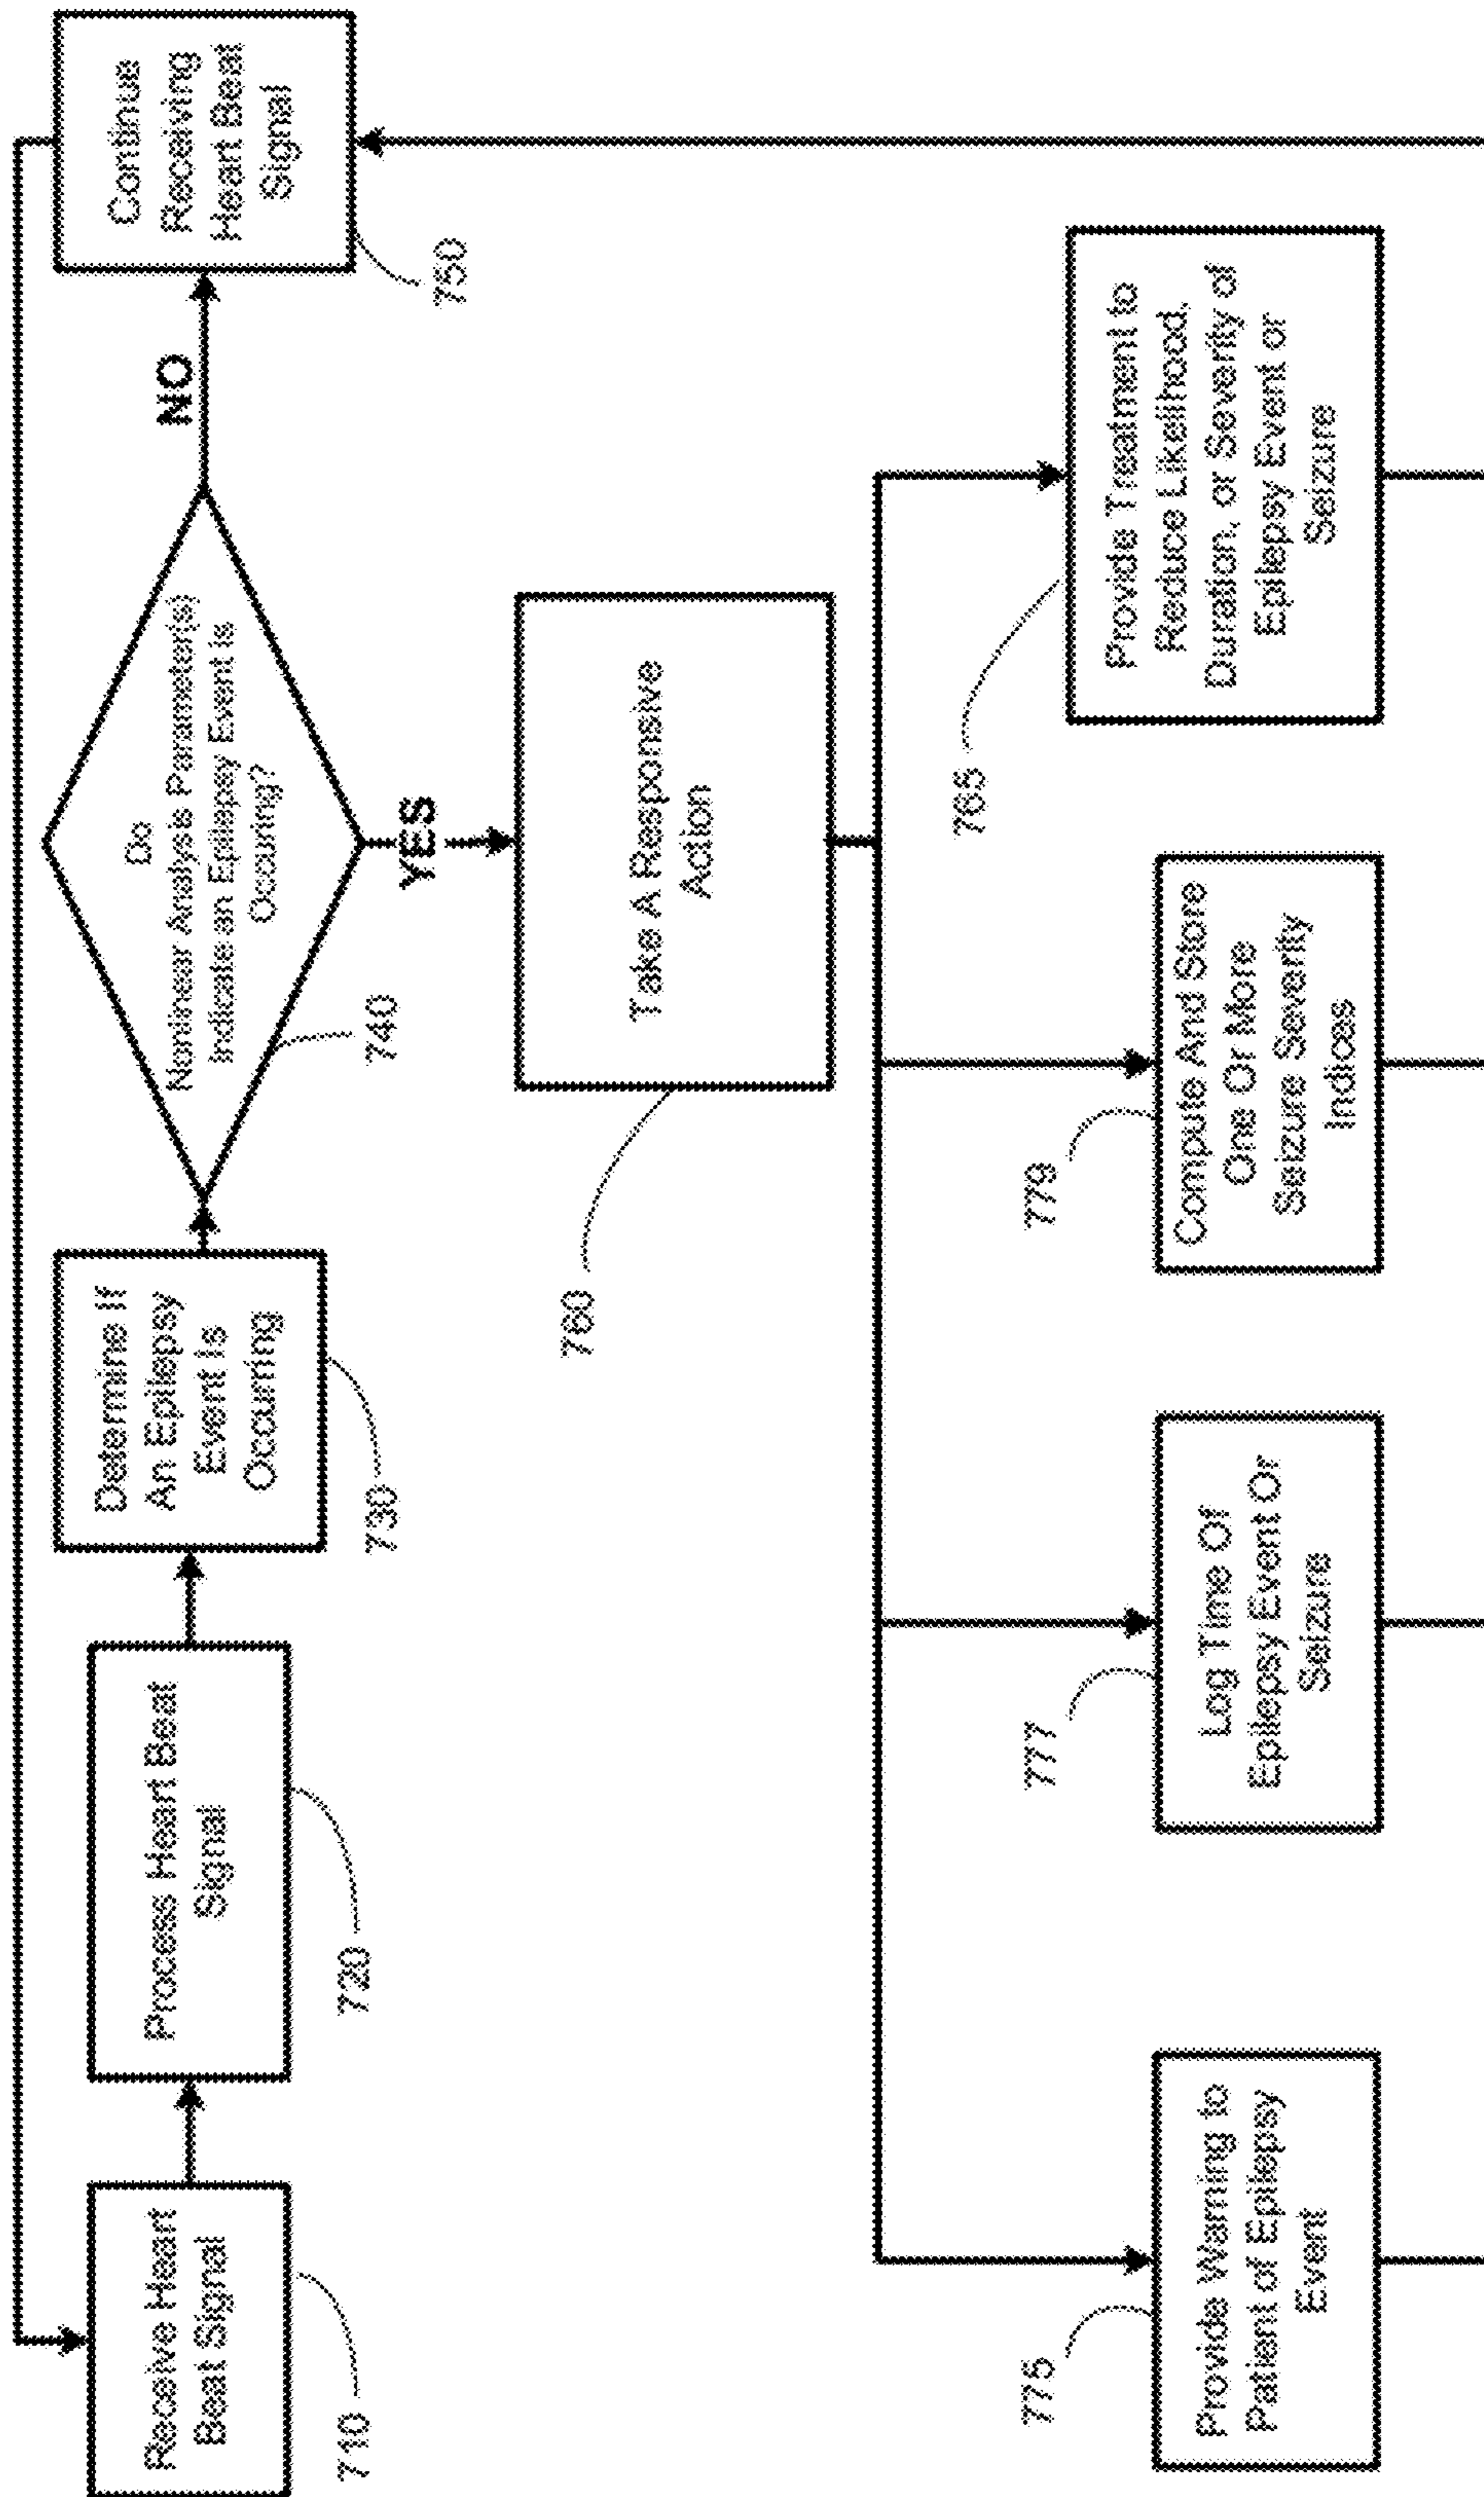 Receive Heart
Beat Signal
710
Process Heart Beat
Signal
720
Determine If
An Epilepsy
Event Is
Occurring
730
Do
Nonlinear Analysis Parameter(s)
Indicate an Epilepsy Event is
Occuring?
740
NO
Continue
Receiving
Heart Beat
Signal
750
YES
Take A Responsive
Action
760
Provide Warning to
Patient of Epilepsy
Event
775
Log Time Of
Epilepsy Event Or
Seizure
777
Compute And Store
One Or More
Seizure Severity
Indices
779
Provide Treatment to
Reduce Likelihood,
Duration, or Severity of
Epilepsy Event or
Seizure
765